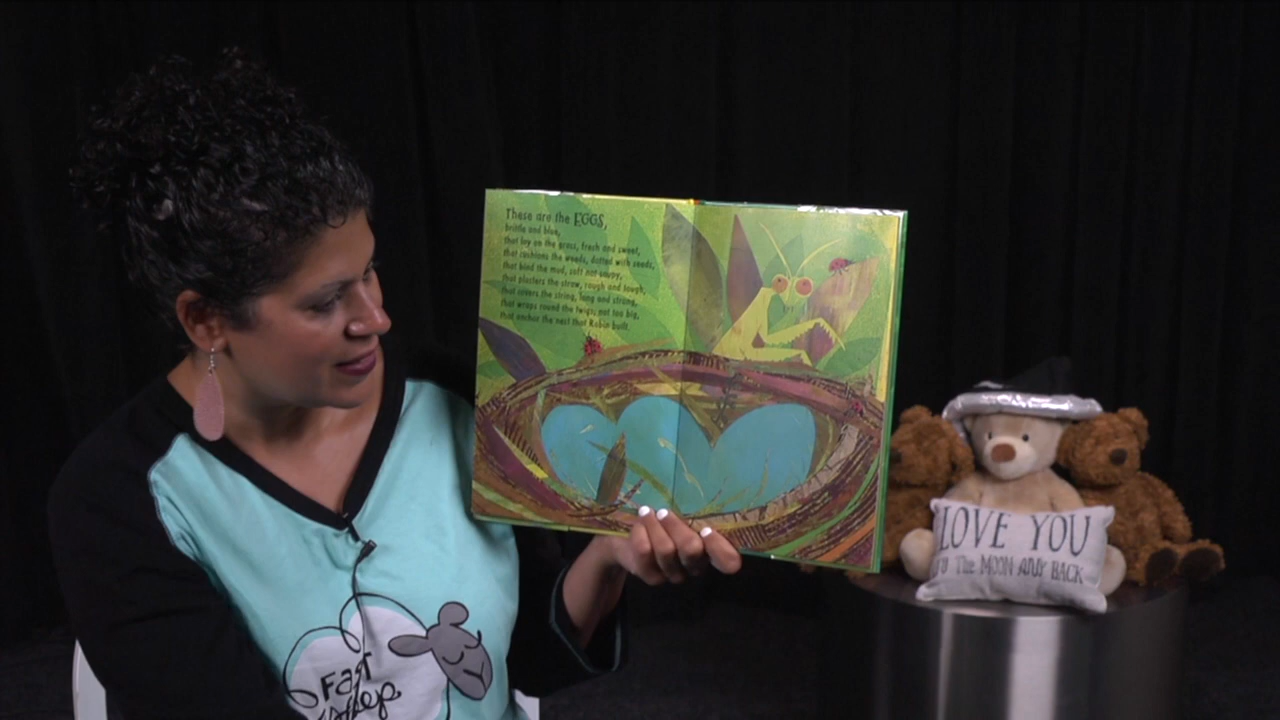 These are the EGGS,
brittle and blue,
that lay on the grass, fresh and sweet,
that cushions the weeds, dotted with seeds,
that bind the mud, soft not soupy,
that plasters the straw, rough and tough,
that covers the string, long and strong,
that wraps round the twigs, not too big,
that anchor the nest that Robin built.
LOVE YOU
TO The MOON AND BACK
FAST
Asleep